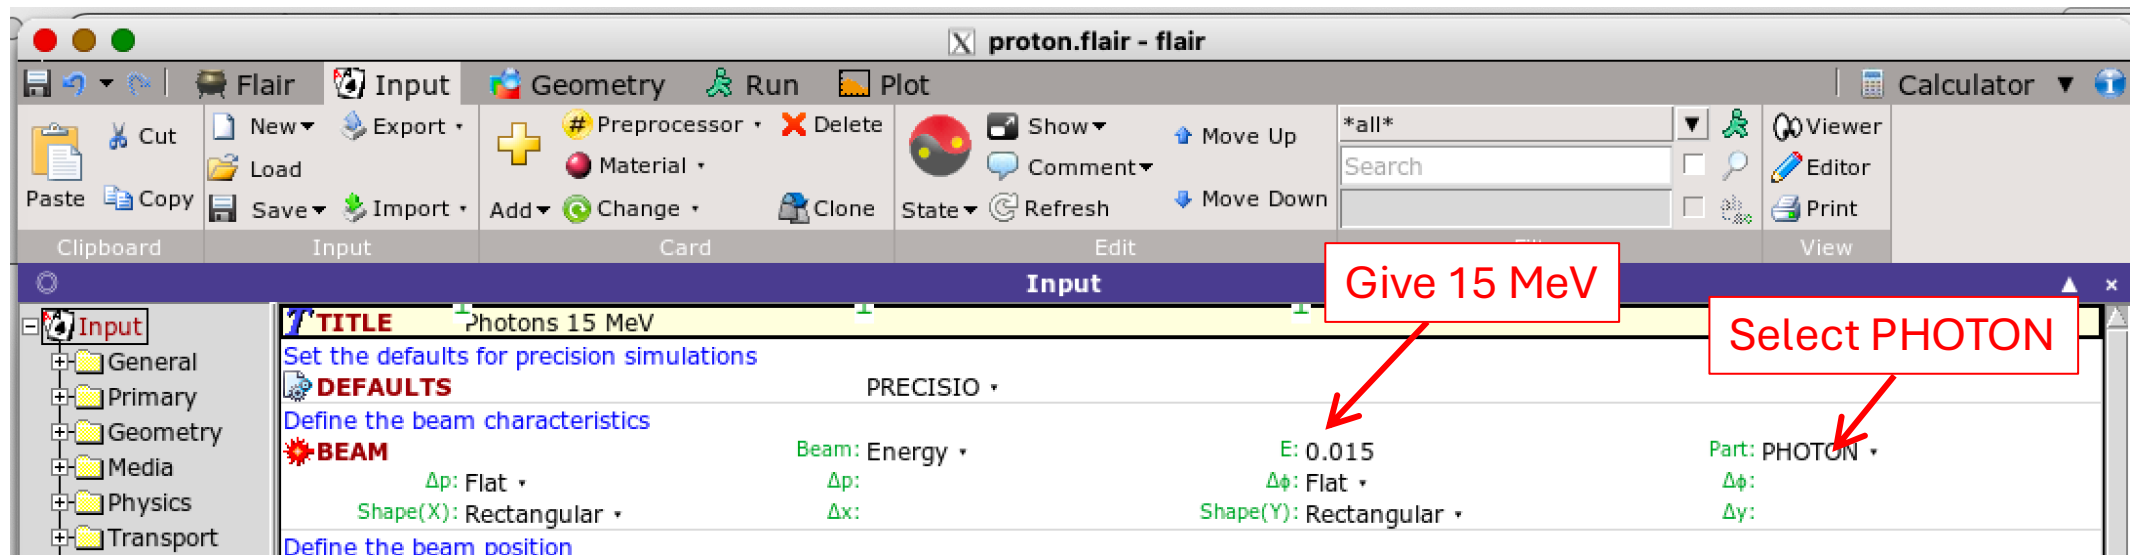 proton.flair - flair
Flair Input Geometry Run Plot Calculator
Paste Cut Copy
New Load Save Export Import
Add Preprocessor Material Change Delete Clone
State Show Comment Refresh Move Up Move Down
*all*
Search
Viewer Editor Print
Clipboard Input Card Edit View
Input
Give 15 MeV
Select PHOTON
Input
General
Primary
Geometry
Media
Physics
Transport
TITLE Photons 15 MeV
Set the defaults for precision simulations
DEFAULTS PRECISIO
Define the beam characteristics
BEAM Beam: Energy E: 0.015 Part: PHOTON
Δp: Flat Δp: Δϕ: Flat Δϕ:
Shape(X): Rectangular Δx: Shape(Y): Rectangular Δy:
Define the beam position